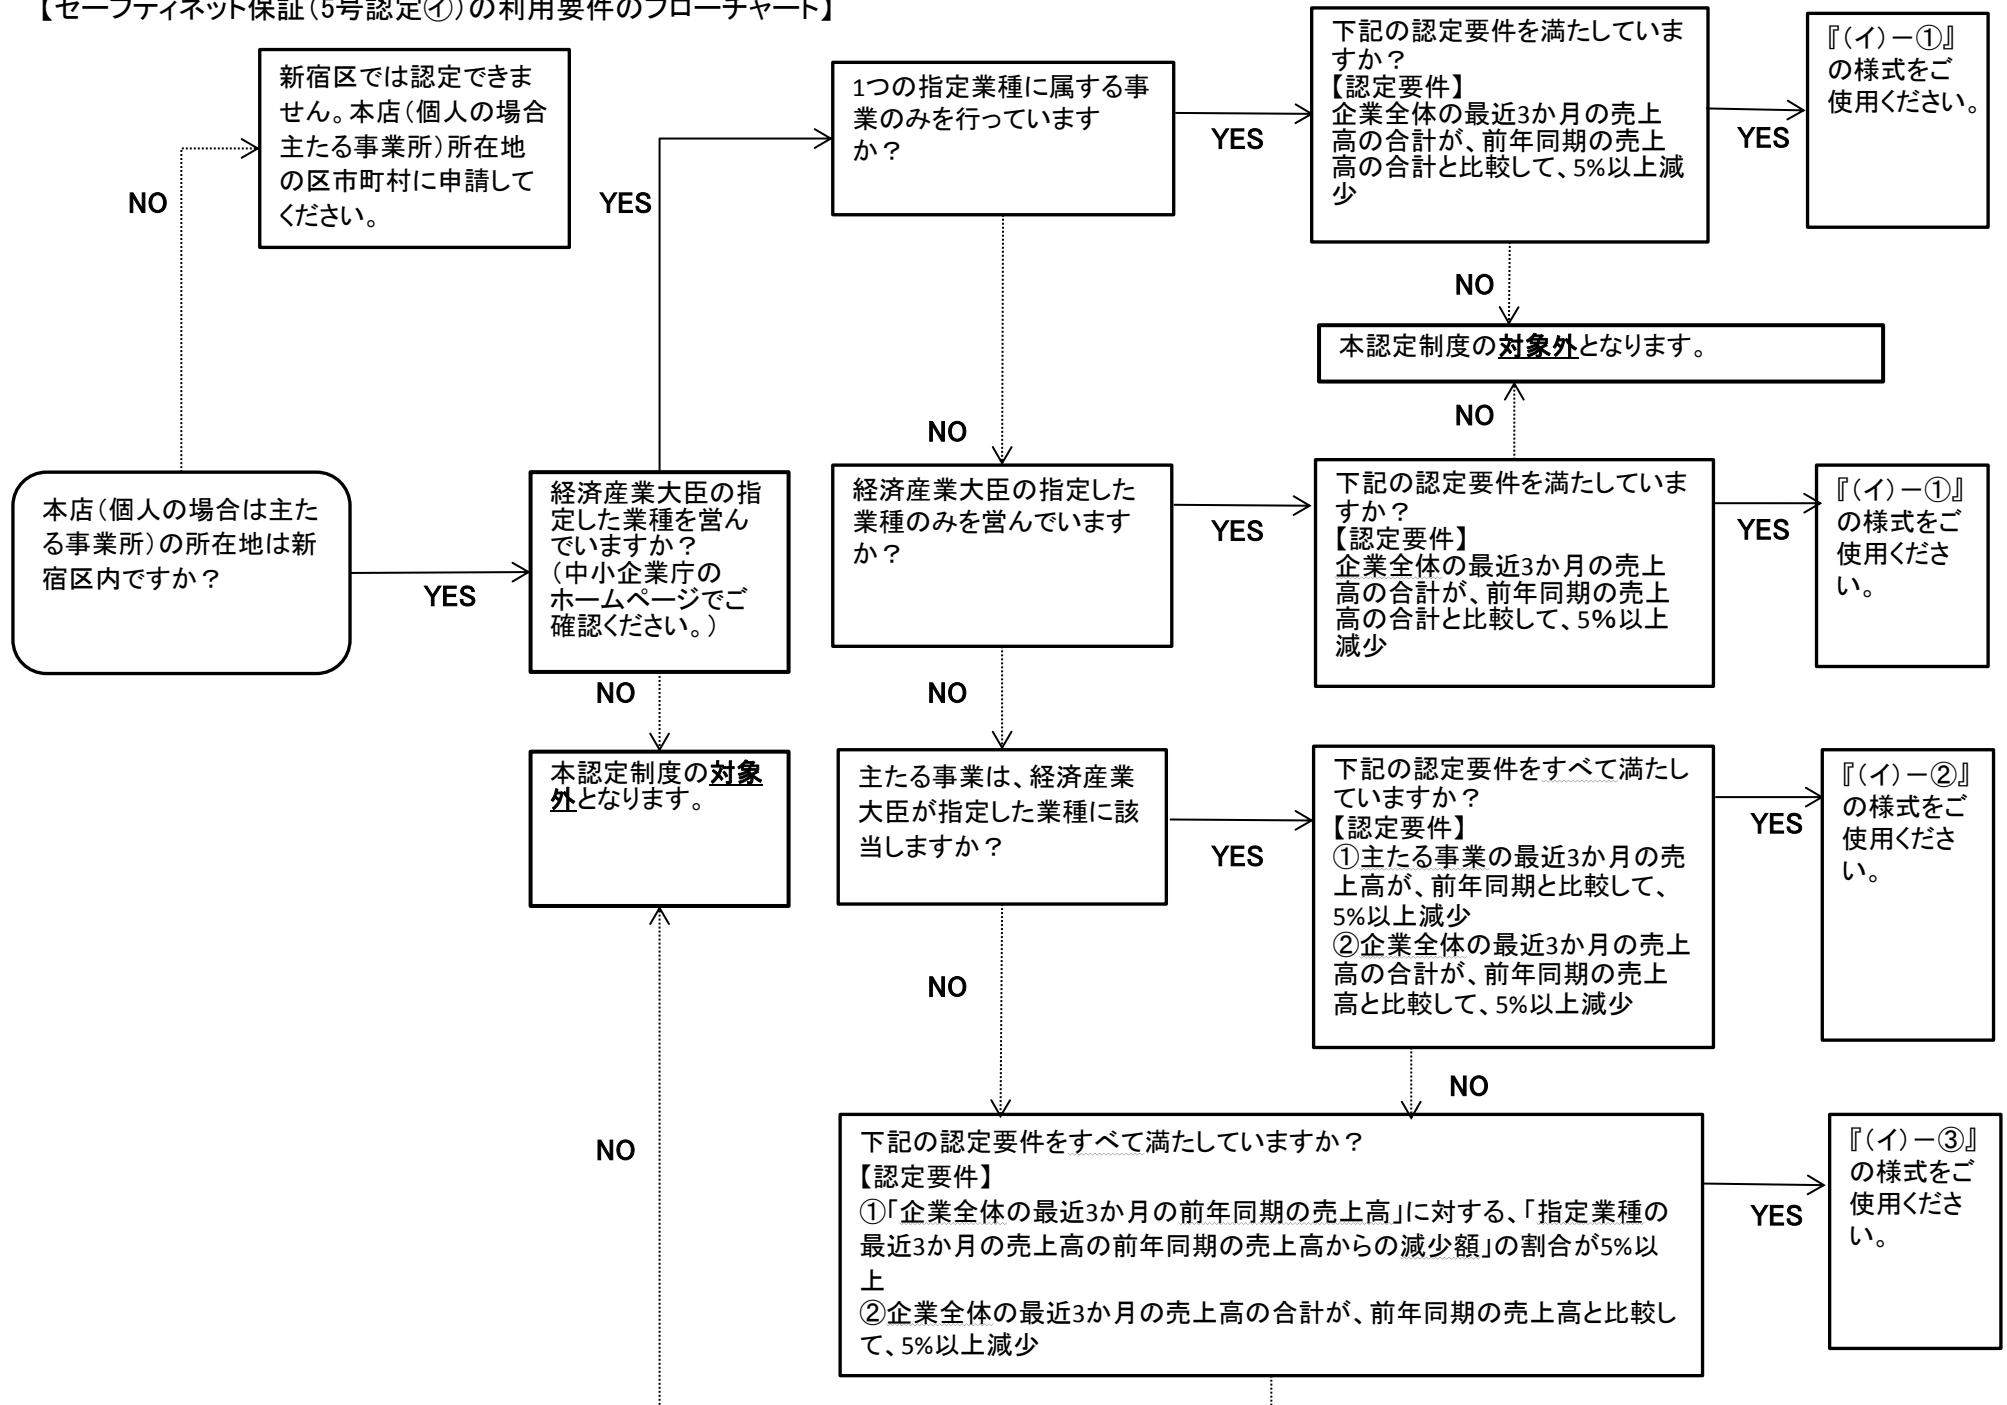 【セーフティネット保証(5号認定㋑)の利用要件のフローチャート】
新宿区では認定できま
せん。本店(個人の場合
主たる事業所)所在地
の区市町村に申請して
ください。
NO
本店(個人の場合は主た
る事業所)の所在地は新
宿区内ですか?
YES
経済産業大臣の指
定した業種を営ん
でいますか?
(中小企業庁の
ホームページでご
確認ください。)
YES
NO
本認定制度の対象
外となります。
NO
1つの指定業種に属する事
業のみを行っています
か?
YES
NO
下記の認定要件を満たしていま
すか?
【認定要件】
企業全体の最近3か月の売上
高の合計が、前年同期の売上
高の合計と比較して、5%以上減
少
YES
『(イ)-①』
の様式をご
使用ください。
NO
本認定制度の対象外となります。
NO
経済産業大臣の指定した
業種のみを営んでいます
か?
YES
NO
下記の認定要件を満たしていま
すか?
【認定要件】
企業全体の最近3か月の売上
高の合計が、前年同期の売上
高の合計と比較して、5%以上
減少
YES
『(イ)-①』
の様式をご
使用くださ
い。
主たる事業は、経済産業
大臣が指定した業種に該
当しますか?
YES
NO
下記の認定要件をすべて満たし
ていますか?
【認定要件】
①主たる事業の最近3か月の売
上高が、前年同期と比較して、
5%以上減少
②企業全体の最近3か月の売上
高の合計が、前年同期の売上
高と比較して、5%以上減少
YES
『(イ)-②』
の様式をご
使用くださ
い。
NO
下記の認定要件をすべて満たしていますか?
【認定要件】
①「企業全体の最近3か月の前年同期の売上高」に対する、「指定業種の
最近3か月の売上高の前年同期の売上高からの減少額」の割合が5%以
上
②企業全体の最近3か月の売上高の合計が、前年同期の売上高と比較し
て、5%以上減少
YES
『(イ)-③』
の様式をご
使用くださ
い。